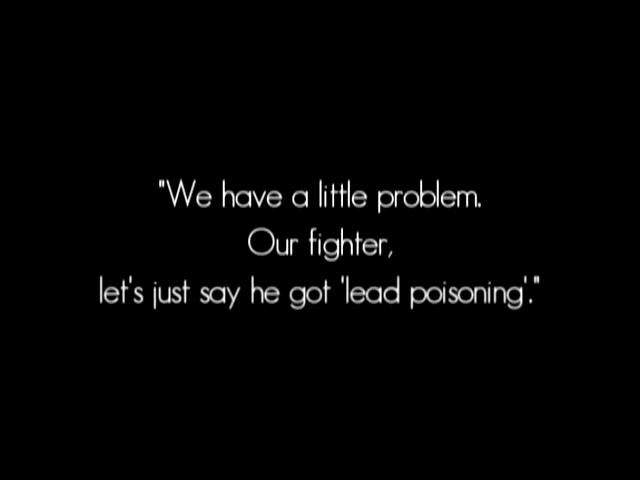 "We have a little problem.
Our fighter,
let's just say he got 'lead poisoning'."